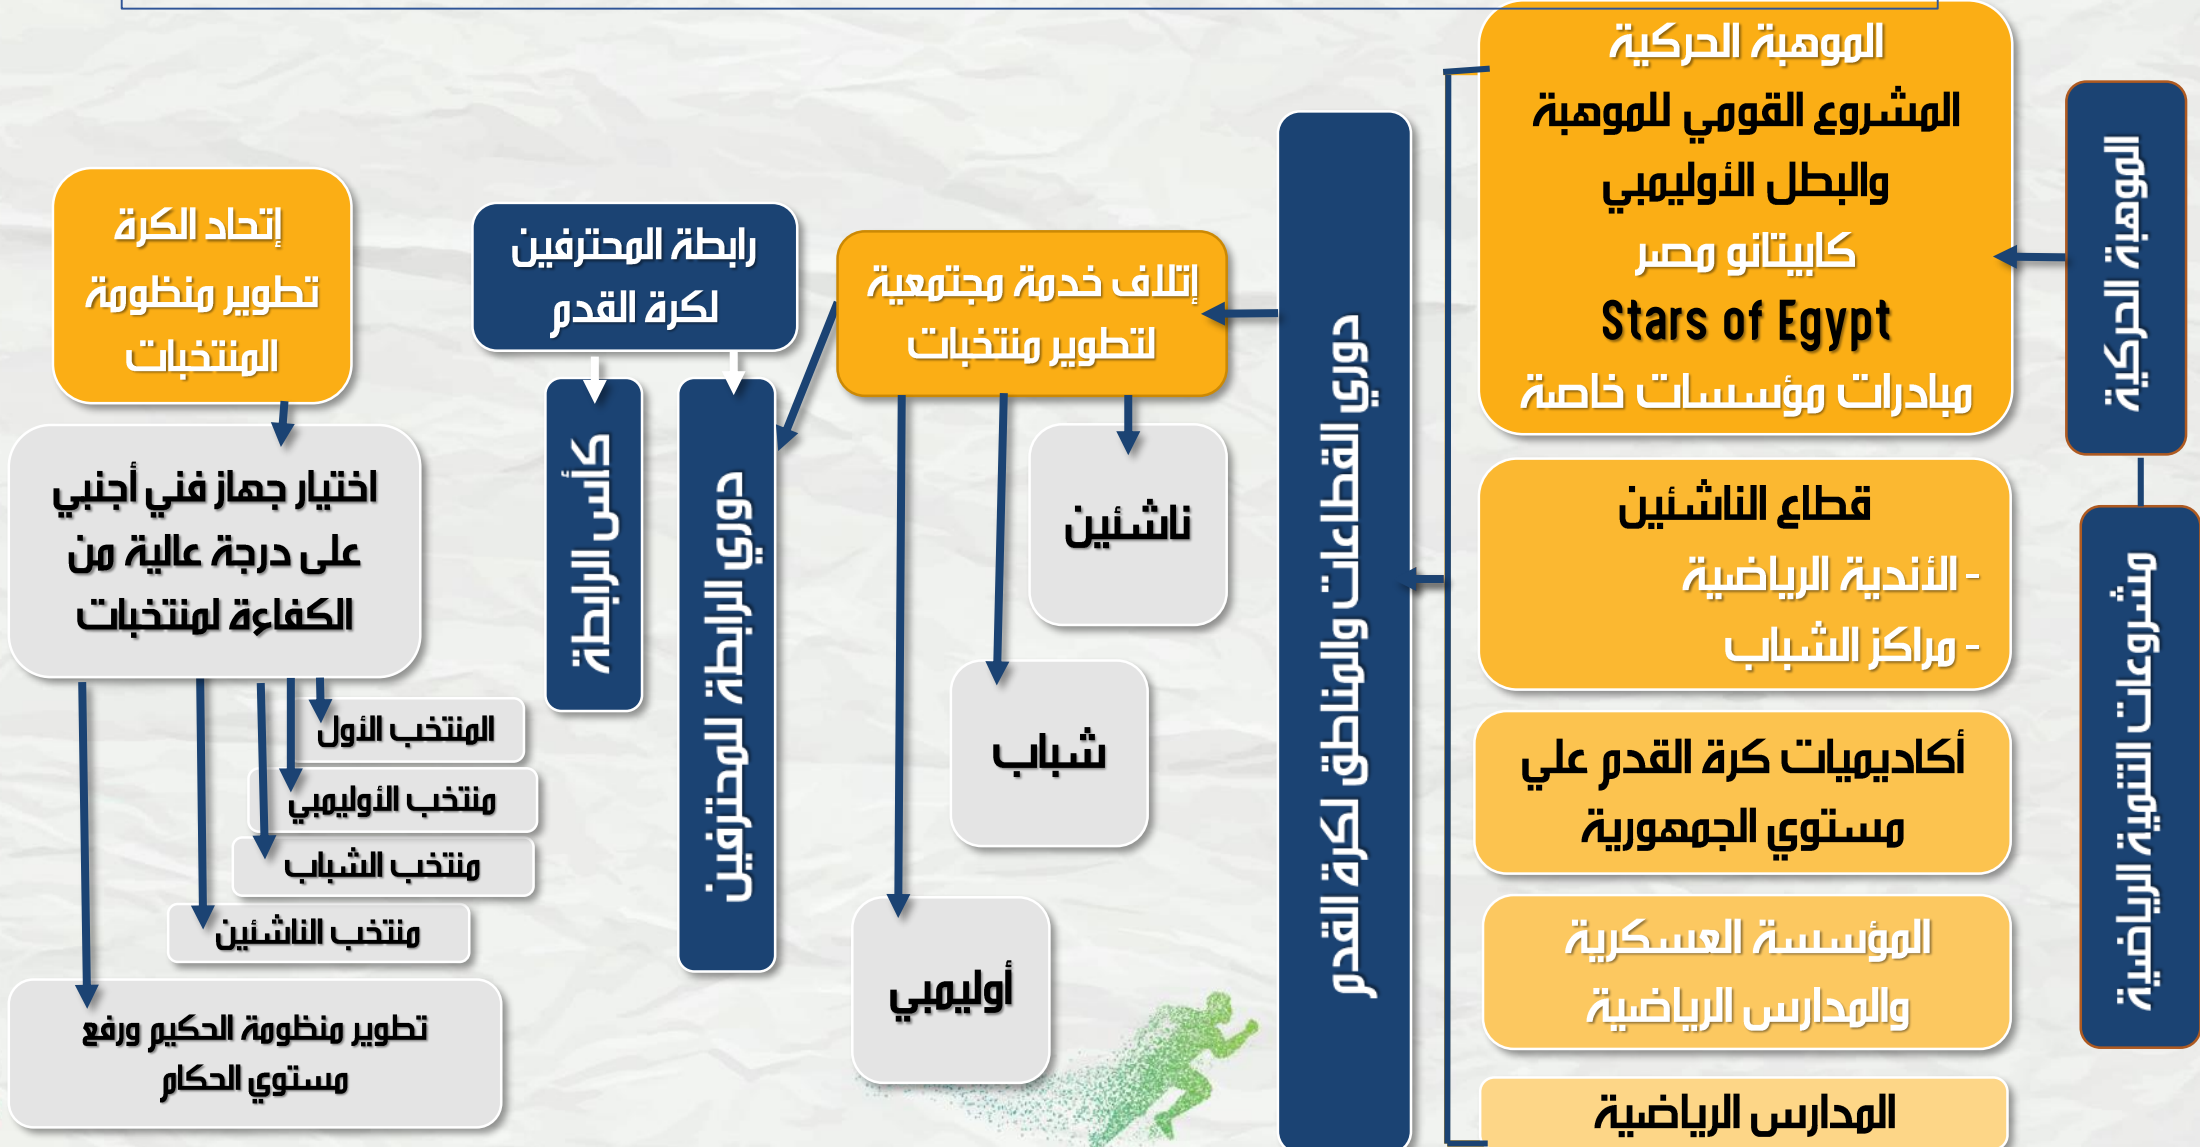 الموهبة الحركية
مشروعات التنمية الرياضية
الموهبة الحركية
المشروع القومي للموهبة
والبطل الأوليمبي
كابيتانو مصر
Stars of Egypt
مبادرات مؤسسات خاصة
قطاع الناشئين
- الأندية الرياضية
- مراكز الشباب
أكاديميات كرة القدم علي
مستوي الجمهورية
المؤسسة العسكرية
والمدارس الرياضية
المدارس الرياضية
دوري القطاعات والمناطق لكرة القدم
إتلاف خدمة مجتمعية
لتطوير منتخبات
ناشئين
شباب
أوليمبي
رابطة المحترفين
لكرة القدم
دوري الرابطة للمحترفين
كأس الرابطة
إتحاد الكرة
تطوير منظومة
المنتخبات
اختيار جهاز فني أجنبي
على درجة عالية من
الكفاءة لمنتخبات
المنتخب الأول
منتخب الأوليمبي
منتخب الشباب
منتخب الناشئين
تطوير منظومة الحكيم ورفع
مستوي الحكام